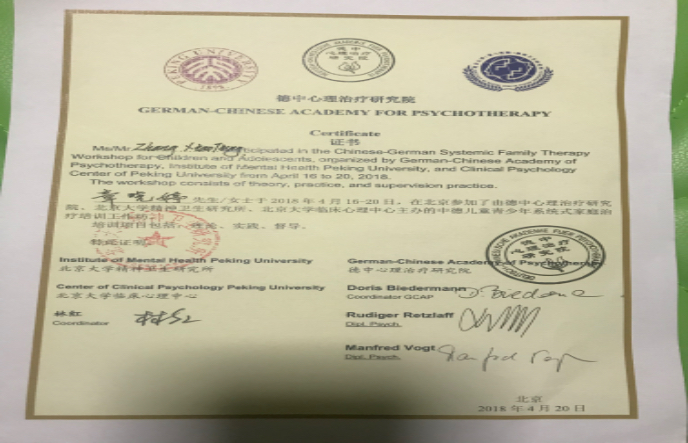 PEKING UNIVERSITY
1898
德中心理治疗研究院
GERMAN-CHINESE ACADEMY FOR PSYCHOTHERAPY
Certificate
证书
Ms/Mr. Zhang participated in the Chinese-German Systemic Family Therapy
Workshop for Children and Adolescents, organized by German-Chinese Academy of
Psychotherapy, Institute of Mental Health Peking University, and Clinical Psychology
Center of Peking University from April 16 to 20, 2018.
The workshop consists of theory, practice, and supervision practice.
章晓婷 先生/女士于2018年4月16-20日，在北京参加了由德中心理治疗研究
院、北京大学精神卫生研究所、北京大学临床心理中心主办的中德儿童青少年系统式家庭治
疗培训工作坊。
培训项目包括：理论、实践、督导。
特此证书
Institute of Mental Health Peking University
北京大学精神卫生研究所
Center of Clinical Psychology Peking University
北京大学临床心理中心
林红
Coordinator
German-Chinese Academy of Psychotherapy
德中心理治疗研究院
Doris Biedermann
Coordinator GCAP
Rudiger Retzlaff
Dipl. Psych.
Manfred Vogt
Dipl. Psych.
北京
2018年4月20日